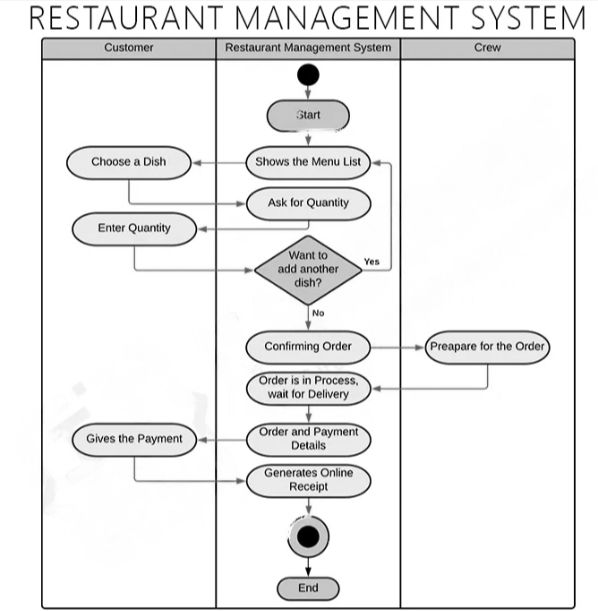 RESTAURANT MANAGEMENT SYSTEM
Customer
Restaurant Management System
Crew
Start
Choose a Dish
Shows the Menu List
Ask for Quantity
Enter Quantity
Want to
add another
dish?
Yes
No
Confirming Order
Preapare for the Order
Order is in Process,
wait for Delivery
Gives the Payment
Order and Payment
Details
Generates Online
Receipt
End